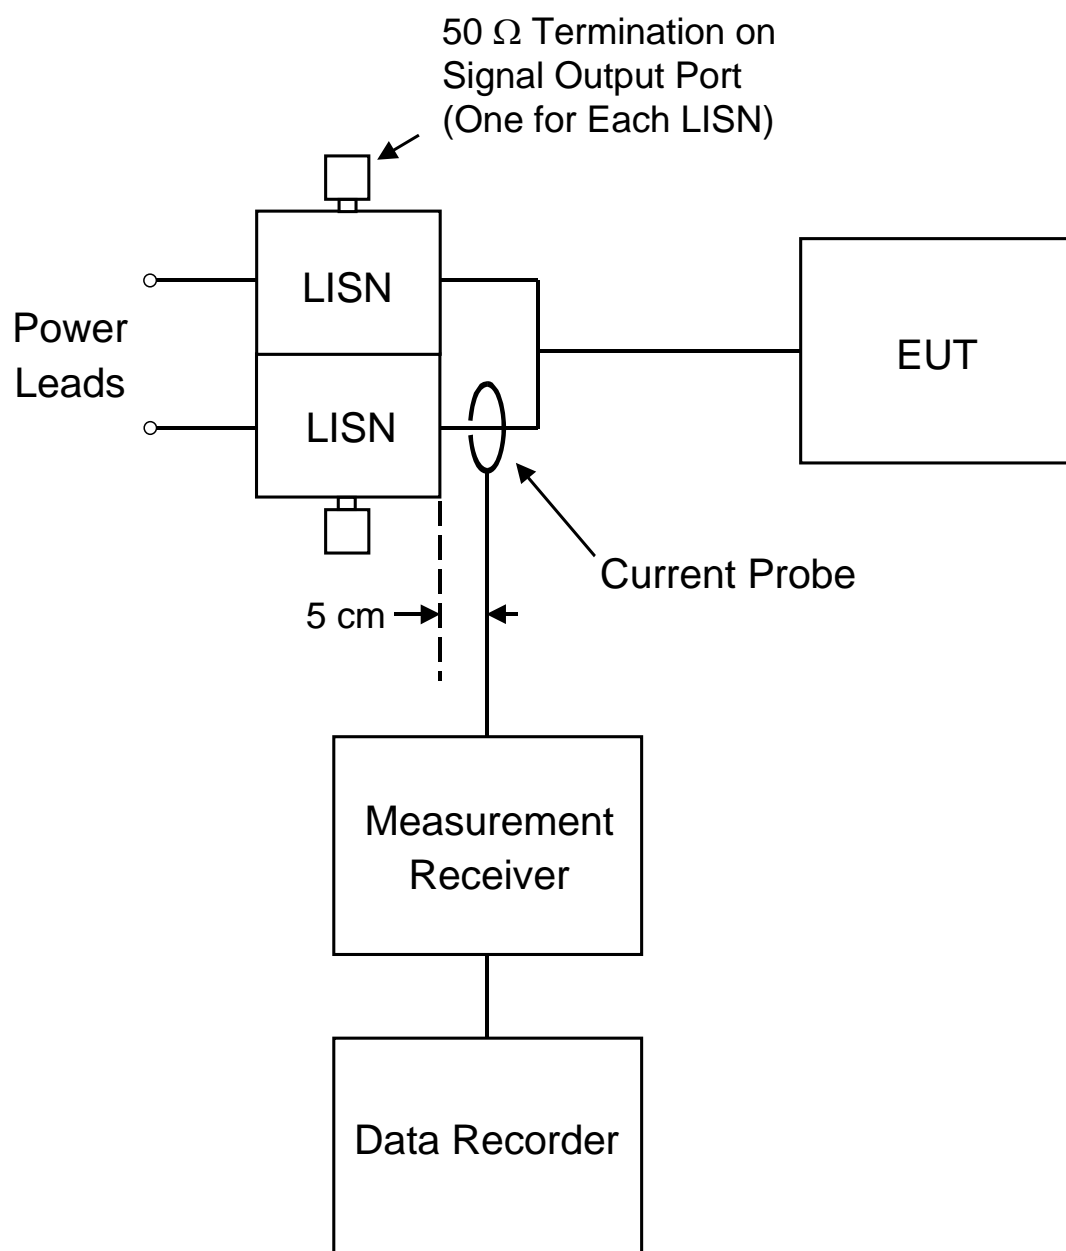 50 Ω Termination on
Signal Output Port
(One for Each LISN)
LISN
Power
Leads
EUT
LISN
Current Probe
5 cm
Measurement
Receiver
Data Recorder